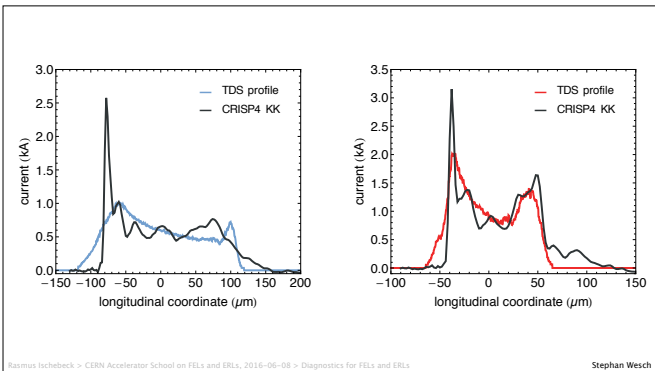 3.0
2.5
2.0
1.5
1.0
0.5
0.0
current (kA)
−150 −100 −50 0 50 100 150 200
longitudinal coordinate (μm)
TDS profile
CRISP4 KK
3.5
3.0
2.5
2.0
1.5
1.0
0.5
0.0
current (kA)
−100 −50 0 50 100 150
longitudinal coordinate (μm)
TDS profile
CRISP4 KK
Rasmus Ischebeck > CERN Accelerator School on FELs and ERLs, 2016-06-08 > Diagnostics for FELs and ERLs
Stephan Wesch